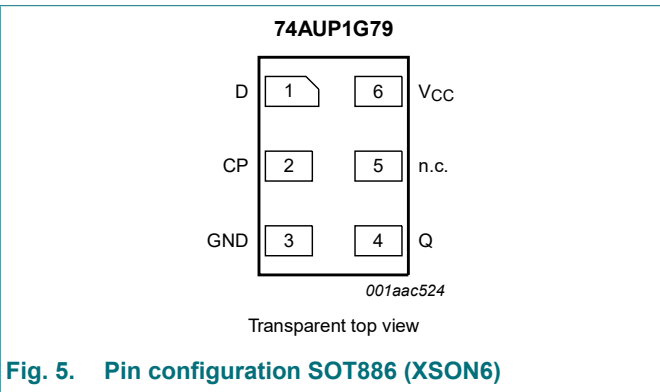 74AUP1G79
D 1 6 VCC
CP 2 5 n.c.
GND 3 4 Q
001aac524
Transparent top view
Fig. 5. Pin configuration SOT886 (XSON6)